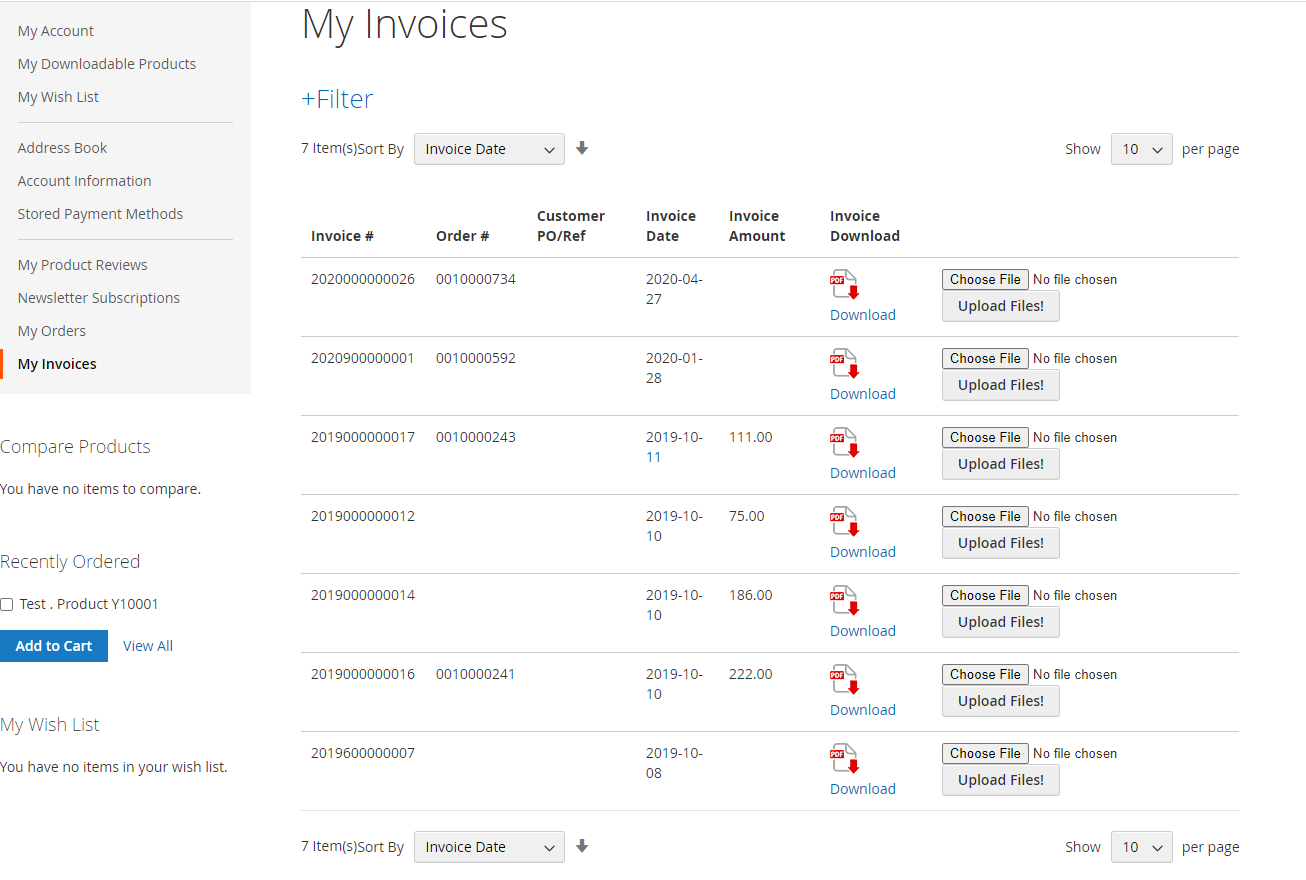 My Account
My Downloadable Products
My Wish List
Address Book
Account Information
Stored Payment Methods
My Product Reviews
Newsletter Subscriptions
My Orders
My Invoices
Compare Products
You have no items to compare.
Recently Ordered
Test . Product Y10001
Add to Cart View All
My Wish List
You have no items in your wish list.
My Invoices
+Filter
7 Item(s)Sort By Invoice Date Show 10 per page
Customer Invoice Invoice Invoice
Invoice # Order # PO/Ref Date Amount Download
2020000000026 0010000734 2020-04- PDF Choose File No file chosen
27 Download Upload Files!
2020900000001 0010000592 2020-01- PDF Choose File No file chosen
28 Download Upload Files!
2019000000017 0010000243 2019-10- 111.00 PDF Choose File No file chosen
11 Download Upload Files!
2019000000012 2019-10- 75.00 PDF Choose File No file chosen
10 Download Upload Files!
2019000000014 2019-10- 186.00 PDF Choose File No file chosen
10 Download Upload Files!
2019000000016 0010000241 2019-10- 222.00 PDF Choose File No file chosen
10 Download Upload Files!
2019600000007 2019-10- PDF Choose File No file chosen
08 Download Upload Files!
7 Item(s)Sort By Invoice Date Show 10 per page